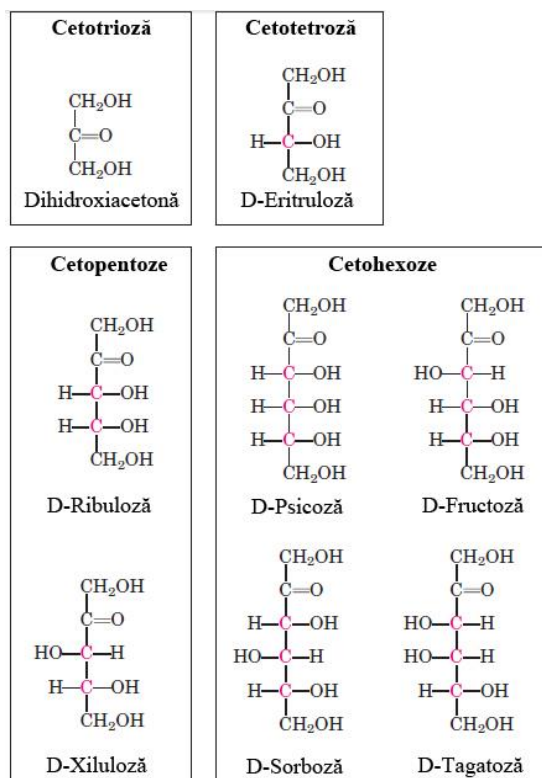 Cetotrioză
CH₂OH
C=O
CH₂OH
Dihidroxiacetonă
Cetotetroză
CH₂OH
C=O
H—C—OH
CH₂OH
D-Eritruloză
Cetopentoze
CH₂OH
C=O
H—C—OH
H—C—OH
CH₂OH
D-Ribuloză
CH₂OH
C=O
HO—C—H
H—C—OH
CH₂OH
D-Xiluloză
Cetohexoze
CH₂OH
C=O
H—C—OH
H—C—OH
H—C—OH
CH₂OH
D-Psicoză
CH₂OH
C=O
HO—C—H
H—C—OH
H—C—OH
CH₂OH
D-Fructoză
CH₂OH
C=O
H—C—OH
HO—C—H
H—C—OH
CH₂OH
D-Sorboză
CH₂OH
C=O
HO—C—H
HO—C—H
H—C—OH
CH₂OH
D-Tagatoză